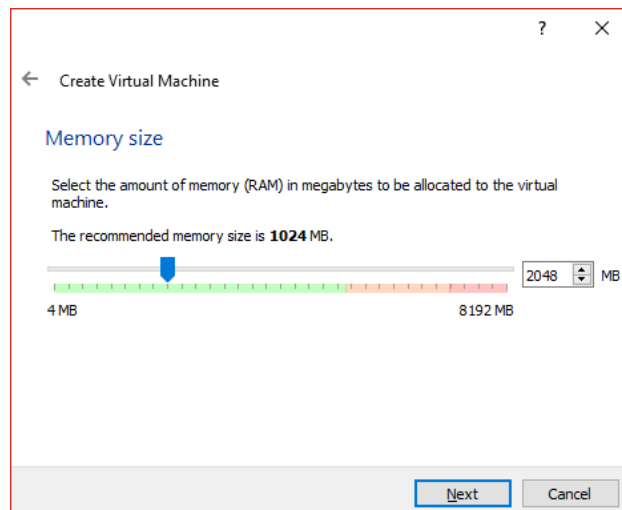 ?
Create Virtual Machine
Memory size
Select the amount of memory (RAM) in megabytes to be allocated to the virtual
machine.
The recommended memory size is 1024 MB.
2048 MB
4 MB 8192 MB
Next Cancel